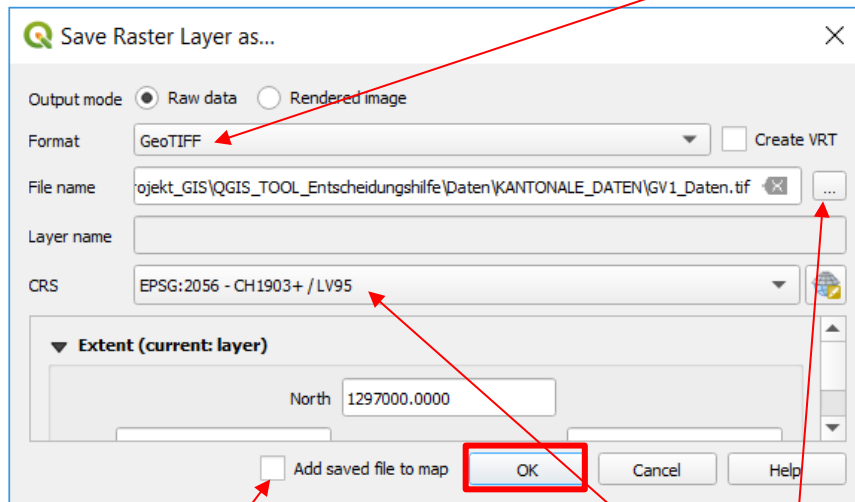 Save Raster Layer as...
Output mode Raw data Rendered image
Format GeoTIFF Create VRT
File name ojekt_GIS\QGIS_TOOL_Entscheidungshilfe\Daten\KANTONALE_DATEN\GV1_Daten.tif ...
Layer name
CRS EPSG:2056 - CH1903+ / LV95
Extent (current: layer)
North 1297000.0000
Add saved file to map OK Cancel Help